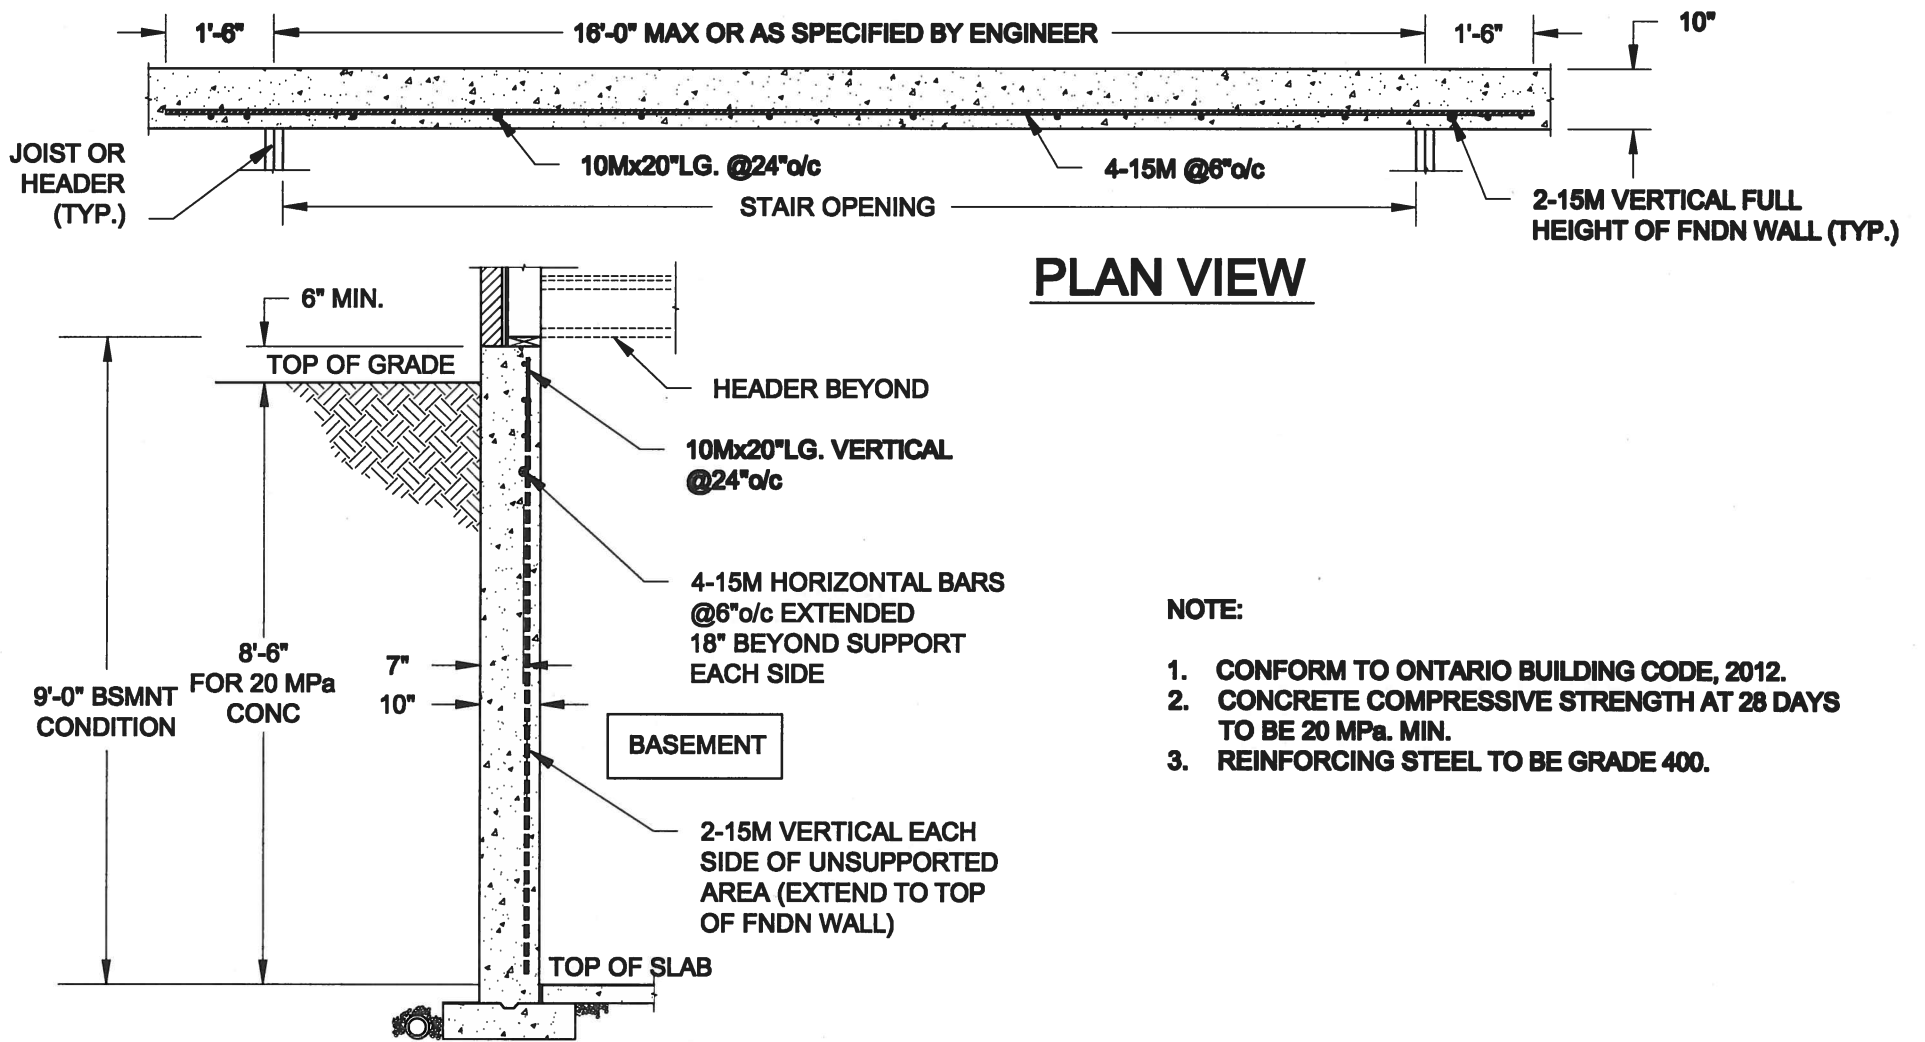 1'-6"
16'-0" MAX OR AS SPECIFIED BY ENGINEER
1'-6"
10"
JOIST OR
HEADER
(TYP.)
10Mx20"LG. @24"o/c
4-15M @6"o/c
STAIR OPENING
2-15M VERTICAL FULL
HEIGHT OF FNDN WALL (TYP.)
PLAN VIEW
6" MIN.
TOP OF GRADE
HEADER BEYOND
10Mx20"LG. VERTICAL
@24"o/c
4-15M HORIZONTAL BARS
@6"o/c EXTENDED
18" BEYOND SUPPORT
EACH SIDE
9'-0" BSMNT
CONDITION
8'-6"
FOR 20 MPa
CONC
7"
10"
BASEMENT
2-15M VERTICAL EACH
SIDE OF UNSUPPORTED
AREA (EXTEND TO TOP
OF FNDN WALL)
TOP OF SLAB
NOTE:
1. CONFORM TO ONTARIO BUILDING CODE, 2012.
2. CONCRETE COMPRESSIVE STRENGTH AT 28 DAYS
TO BE 20 MPa. MIN.
3. REINFORCING STEEL TO BE GRADE 400.